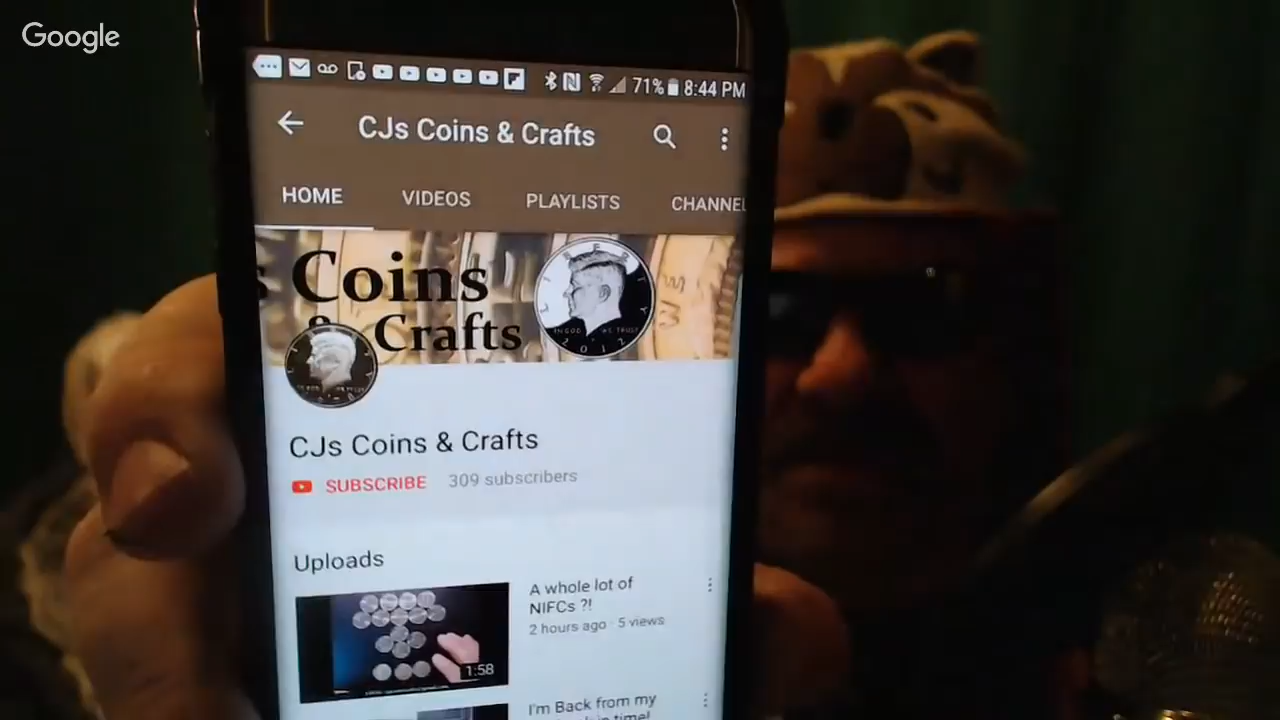 Google
71% 8:44 PM
CJs Coins & Crafts
HOME VIDEOS PLAYLISTS CHANNEL
s Coins
& Crafts
IN GOD WE TRUST
2017
CJs Coins & Crafts
SUBSCRIBE 309 subscribers
Uploads
A whole lot of
NIFCs ?!
2 hours ago · 5 views
1:58
I'm Back from my
time!